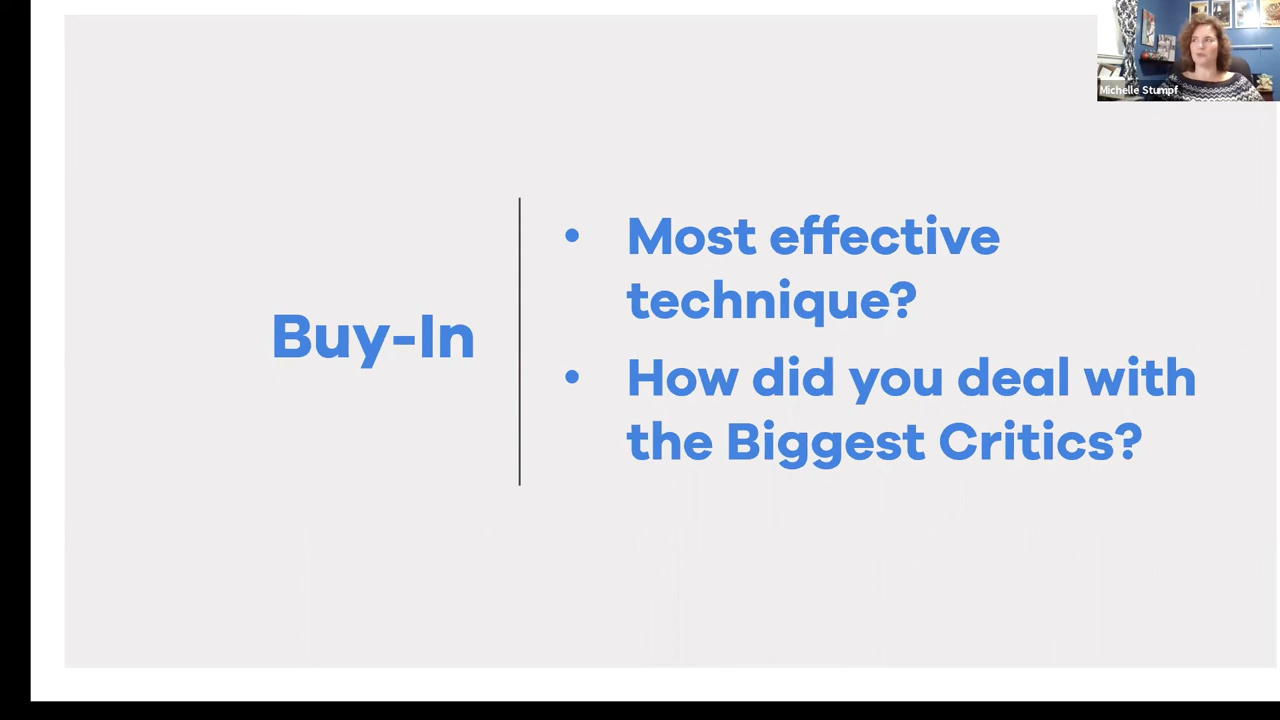 Michelle Stumpf
Buy-In
• Most effective
technique?
• How did you deal with
the Biggest Critics?